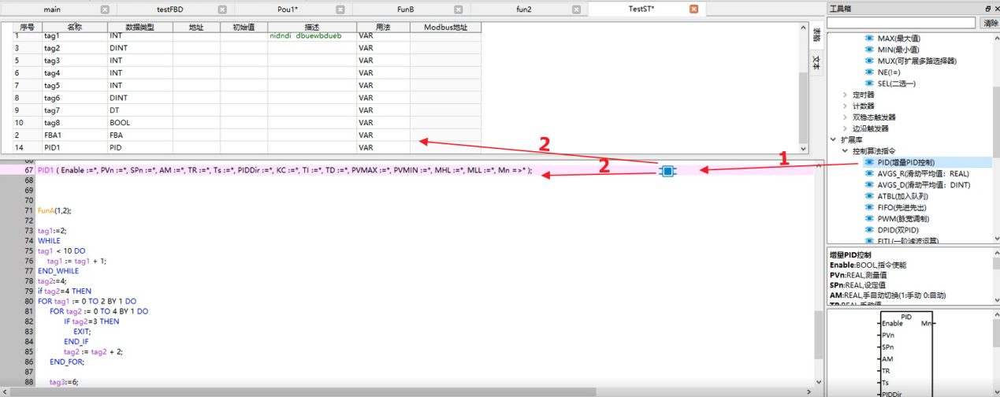 main testFBD Pou1* FunB fun2 TestST* 工具箱
清除
序号 名称 数据类型 地址 初始值 描述 用法 Modbus地址
1 tag1 INT nidndi dbuewbdueb VAR
3 tag2 DINT VAR
5 tag3 INT VAR
6 tag4 INT VAR
7 tag5 INT VAR
8 tag6 DINT VAR
9 tag7 DT VAR
10 tag8 BOOL VAR
2 FBA1 FBA VAR
14 PID1 PID VAR
表格
文本
2
2
1
66
67 PID1 ( Enable :=*, PVn :=*, SPn :=*, AM :=*, TR :=*, Ts :=*, PIDDir :=*, KC :=*, TI :=*, TD :=*, PVMAX :=*, PVMIN :=*, MHL :=*, MLL :=*, Mn =>* );
68
69
70
71 FunA(1,2);
72
73 tag1:=2;
74 WHILE
75 tag1 < 10 DO
76 tag1 := tag1 + 1;
77 END_WHILE
78 tag2:=4;
79 if tag2=4 THEN
80 FOR tag1 := 0 TO 2 BY 1 DO
81 FOR tag2 := 0 TO 4 BY 1 DO
82 IF tag2=3 THEN
83 EXIT;
84 END_IF
85 tag2 := tag2 + 2;
86 END_FOR;
87
88 tag3:=6;
MAX(最大值)
MIN(最小值)
MUX(可扩展多路选择器)
NE(!=)
SEL(二选一)
定时器
计数器
双稳态触发器
边沿触发器
扩展库
控制算法指令
PID(增量PID控制)
AVGS_R(滑动平均值：REAL)
AVGS_D(滑动平均值：DINT)
ATBL(加入队列)
FIFO(先进先出)
PWM(脉宽调制)
DPID(双PID)
FITL(一阶滤波运算)
增量PID控制
Enable:BOOL,指令使能
PVn:REAL,测量值
SPn:REAL,设定值
AM:REAL,手自动切换(1:手动 0:自动)
TR:REAL,手动值
PID
Enable Mn
PVn
SPn
AM
TR
Ts
PIDDir